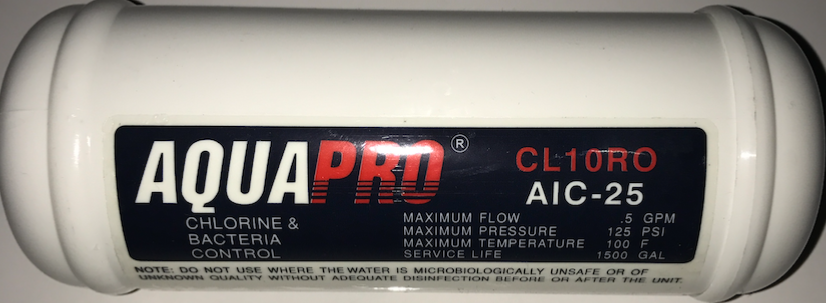 AQUAPRO®
CL10RO
AIC-25
CHLORINE &
BACTERIA
CONTROL
MAXIMUM FLOW .5 GPM
MAXIMUM PRESSURE 125 PSI
MAXIMUM TEMPERATURE 100 F
SERVICE LIFE 1500 GAL
NOTE: DO NOT USE WHERE THE WATER IS MICROBIOLOGICALLY UNSAFE OR OF
UNKNOWN QUALITY WITHOUT ADEQUATE DISINFECTION BEFORE OR AFTER THE UNIT.